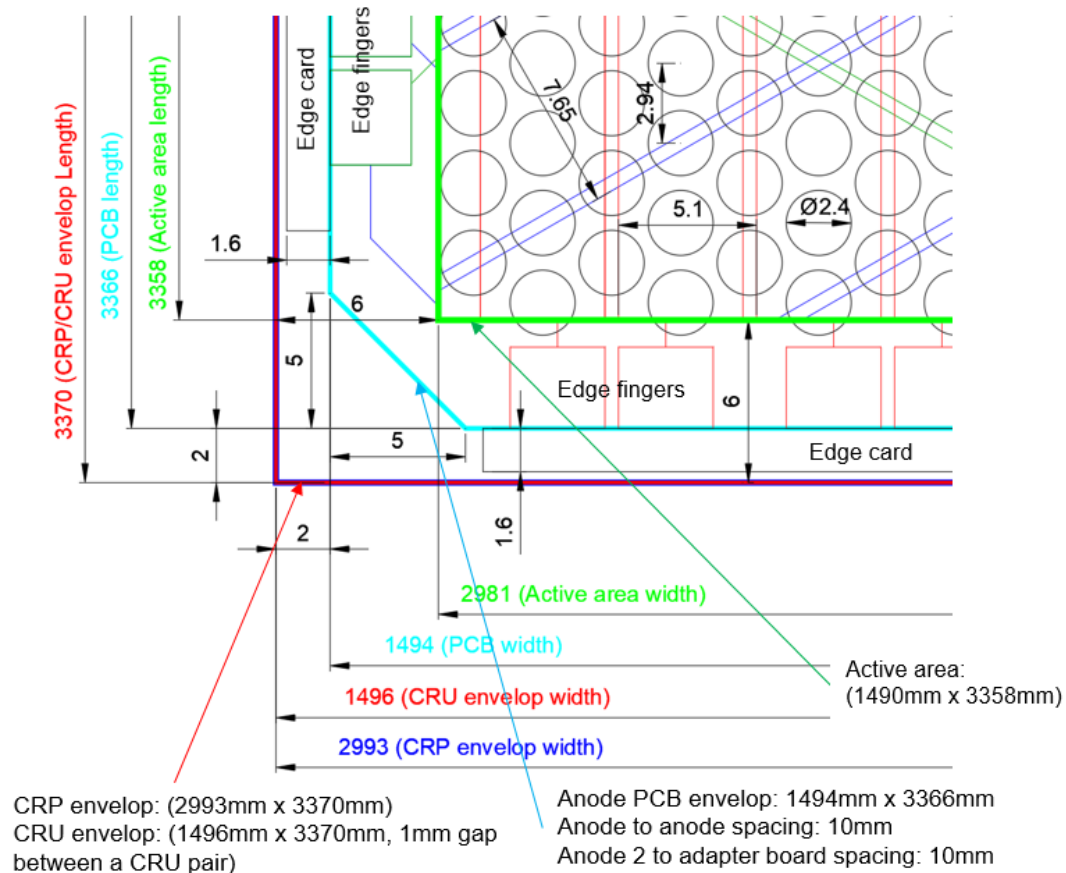 3370 (CRP/CRU envelop Length)
3366 (PCB length)
3358 (Active area length)
Edge card
Edge fingers
7.65
2.94
5.1
Ø2.4
1.6
6
5
5
2
2
Edge fingers
6
Edge card
1.6
2981 (Active area width)
1494 (PCB width)
1496 (CRU envelop width)
2993 (CRP envelop width)
Active area:
(1490mm x 3358mm)
CRP envelop: (2993mm x 3370mm)
CRU envelop: (1496mm x 3370mm, 1mm gap
between a CRU pair)
Anode PCB envelop: 1494mm x 3366mm
Anode to anode spacing: 10mm
Anode 2 to adapter board spacing: 10mm